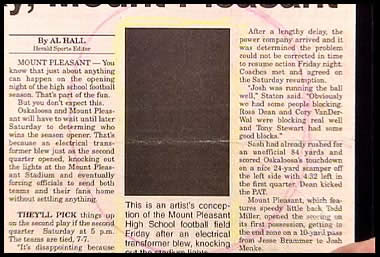 y, Mount Pleasant
By AL HALL
Herald Sports Editor
MOUNT PLEASANT — You
know that just about anything
can happen on the opening
night of the high school football
season. That's part of the fun.
But you don't expect this.
Oskaloosa and Mount Pleas-
ant will have to wait until later
Saturday to determine who
wins the season opener. That's
because an electrical trans-
former blew just as the second
quarter opened, knocking out
the lights at the Mount Pleas-
ant Stadium and eventually
forcing officials to send both
teams and their fans home
without settling anything.
THEY'LL PICK things up
on the second play of the second
quarter Saturday at 5 p.m.
The teams are tied, 7-7.
"It's disappointing because
This is an artist's concep-
tion of the Mount Pleasant
High School football field
Friday after an electrical
transformer blew, knocking
out the stadium lights.
After a lengthy delay, the
power company arrived and it
was determined the problem
could not be corrected in time
to resume action Friday night.
Coaches met and agreed on
the Saturday resumption.
"Josh was running the ball
well," Staton said. "Obviously
we had some people blocking.
Ross Dean and Cory VanDer-
Wal were blocking real well
and Tony Stewart had some
good blocks."
Sash had already rushed for
an unofficial 84 yards and
scored Oskaloosa's touchdown
on a nice 24-yard scamper off
the left side with 4:32 left in
the first quarter. Dean kicked
the PAT.
Mount Pleasant, which fea-
tures speedy little back Todd
Miller, opened the scoring on
its first possession, getting to
the end zone on a 10-yard pass
from Jesse Brammer to Josh
Menke.